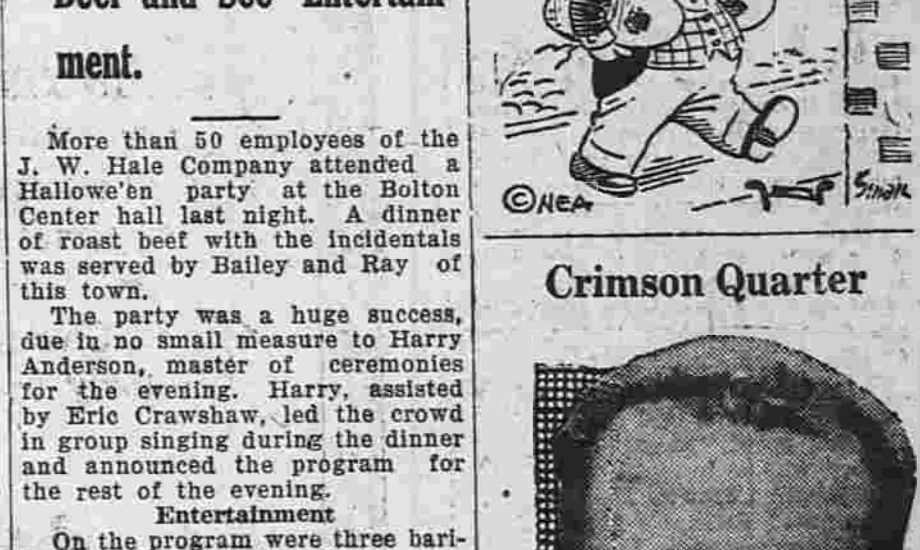 Beef and See Entertain-
ment.
More than 50 employees of the
J. W. Hale Company attended a
Hallowe'en party at the Bolton
Center hall last night. A dinner
of roast beef with the incidentals
was served by Bailey and Ray of
this town.
The party was a huge success,
due in no small measure to Harry
Anderson, master of ceremonies
for the evening. Harry, assisted
by Eric Crawshaw, led the crowd
in group singing during the dinner
and announced the program for
the rest of the evening.
Entertainment
On the program were three bari-
©NEA
Crimson Quarter